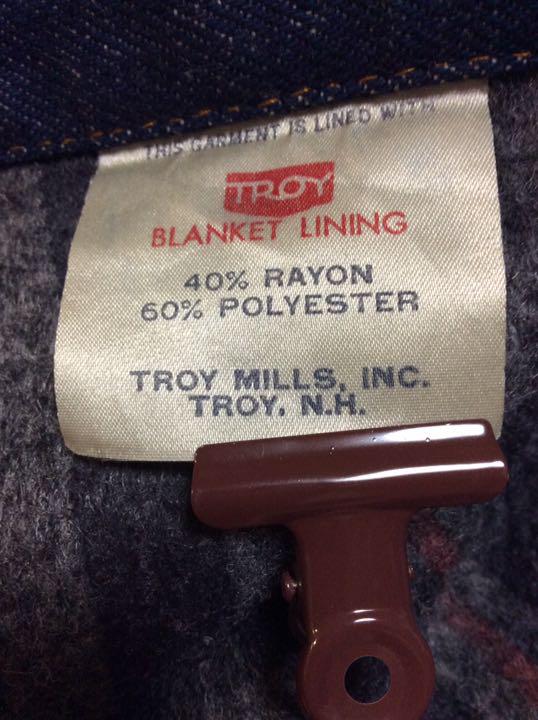 THIS GARMENT IS LINED WITH
TROY
BLANKET LINING
40% RAYON
60% POLYESTER
TROY MILLS, INC.
TROY. N.H.